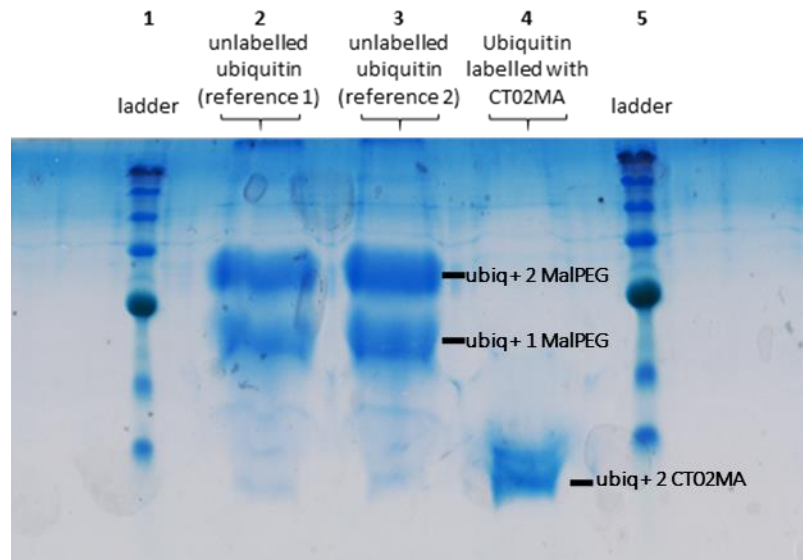 1
ladder
2
unlabelled
ubiquitin
(reference 1)
3
unlabelled
ubiquitin
(reference 2)
4
Ubiquitin
labelled with
CT02MA
5
ladder
ubiq + 2 MalPEG
ubiq + 1 MalPEG
ubiq + 2 CT02MA